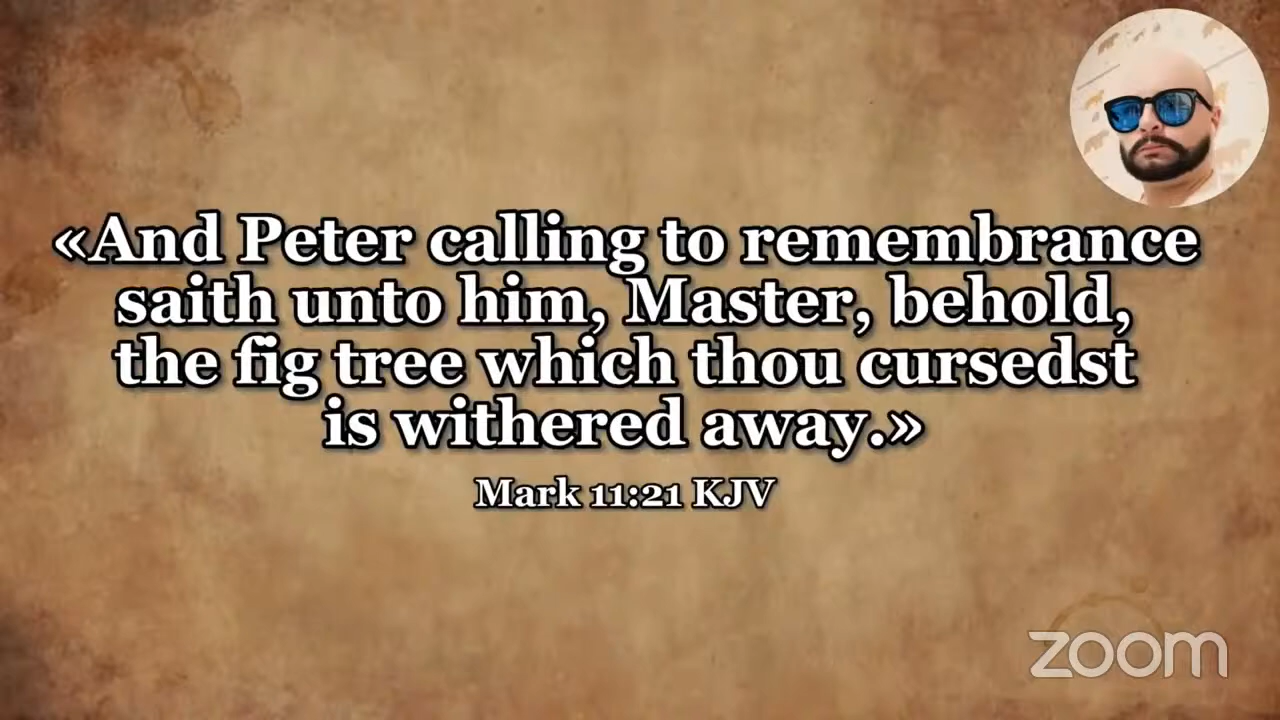 «And Peter calling to remembrance
saith unto him, Master, behold,
the fig tree which thou cursedst
is withered away.»
Mark 11:21 KJV
zoom